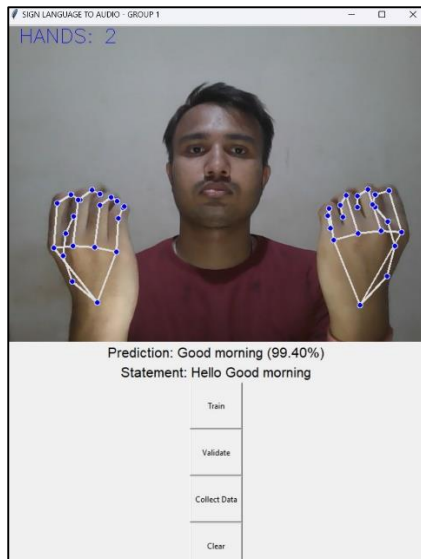 SIGN LANGUAGE TO AUDIO - GROUP 1
HANDS: 2
Prediction: Good morning (99.40%)
Statement: Hello Good morning
Train
Validate
Collect Data
Clear